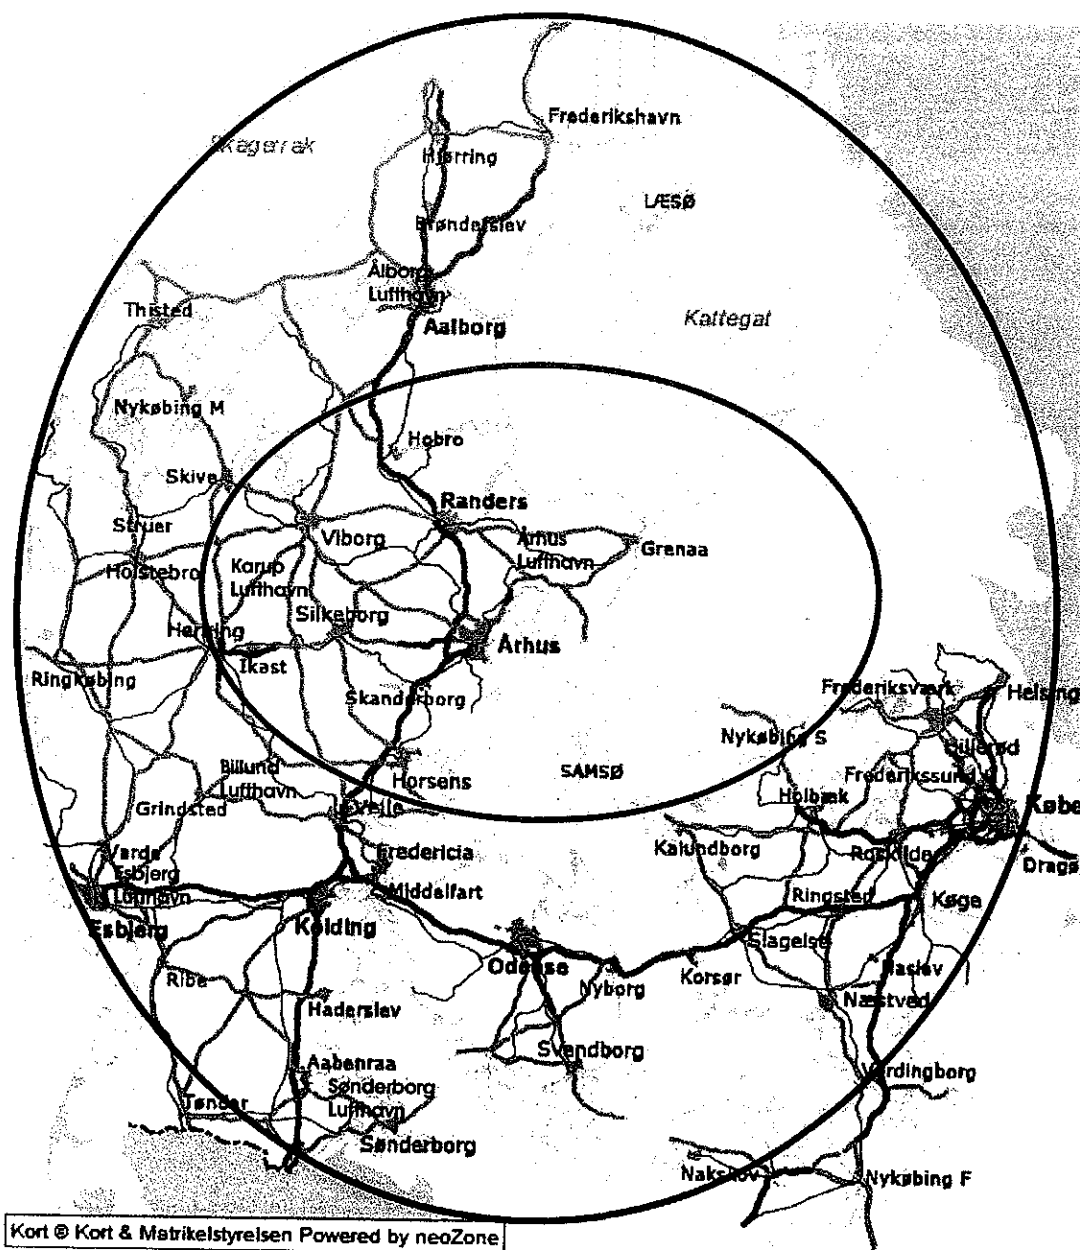 Frederikshavn
Skagerrak
Hjørring
LÆSØ
Brønderslev
Ålborg
Lufthavn
Thisted
Kattegat
Aalborg
Nykøbing M
Hobro
Skive
Randers
Struer
Viborg
Århus
Lufthavn
Grenaa
Holstebro
Karup
Lufthavn
Silkeborg
Herning
Århus
Ikast
Ringkøbing
Skanderborg
Frederiksværk
Helsing
Nykøbing S
Hillerød
Billund
Lufthavn
Horsens
SAMSØ
Frederikssund
Grindsted
Vejle
Holbæk
Købe
Varde
Fredericia
Kalundborg
Roskilde
Dragø
Esbjerg
Lufthavn
Middelfart
Ringsted
Køge
Esbjerg
Kolding
Slagelse
Odense
Ribe
Nyborg
Korsør
Haslev
Haderslev
Næstved
Svendborg
Aabenraa
Vordingborg
Sønderborg
Lufthavn
Tønder
Sønderborg
Nakskov
Nykøbing F
Kort © Kort & Matrikelstyrelsen Powered by neoZone